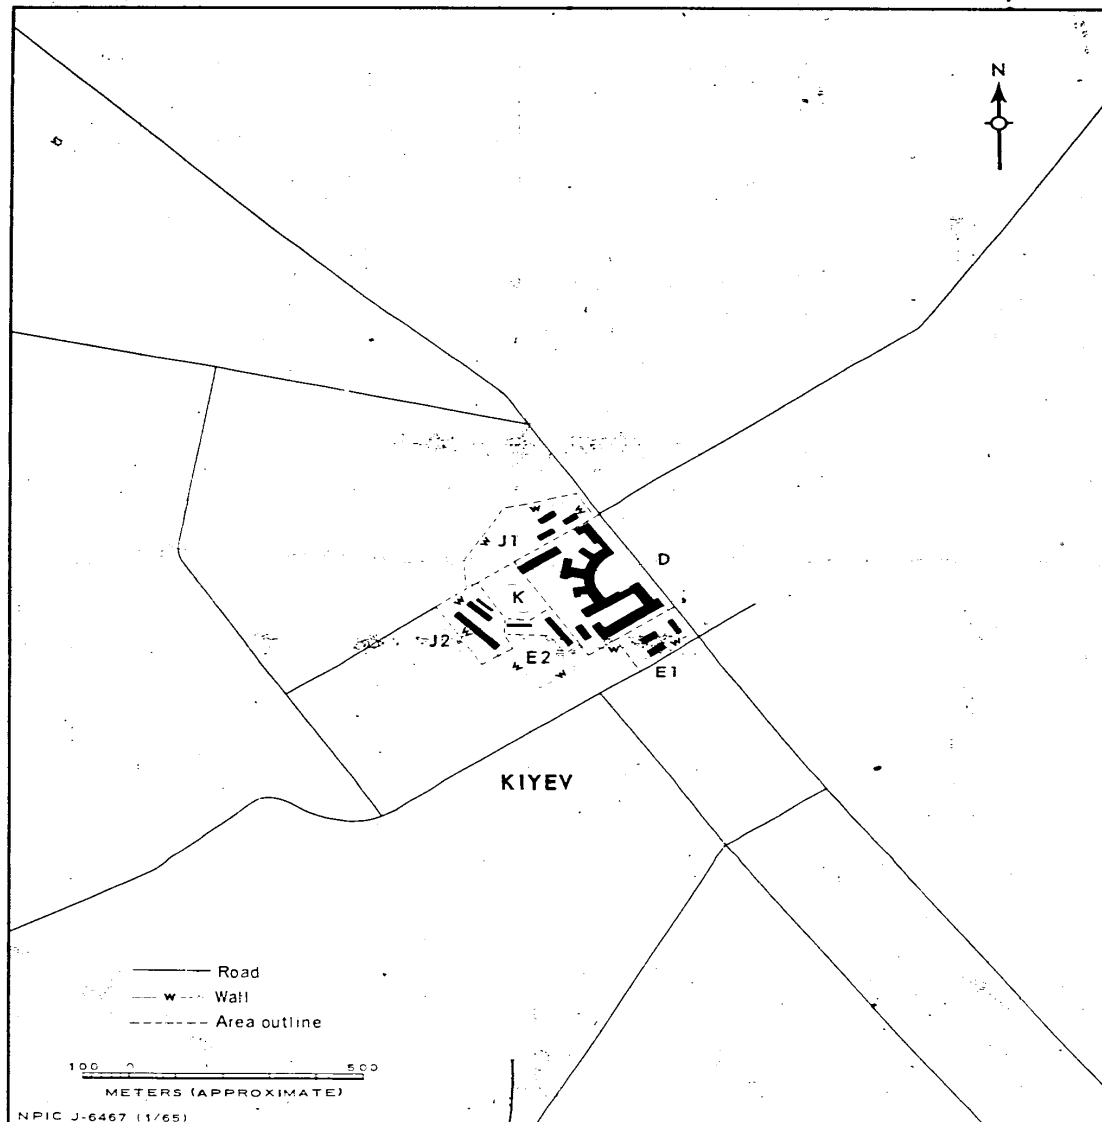 N
W
W
J1
W
D
K
W
J2
W
E2
W
W
W
W
E1
KIYEV
Road
W Wall
Area outline
100 0 500
METERS (APPROXIMATE)
NPIC J-6467 (1/65)